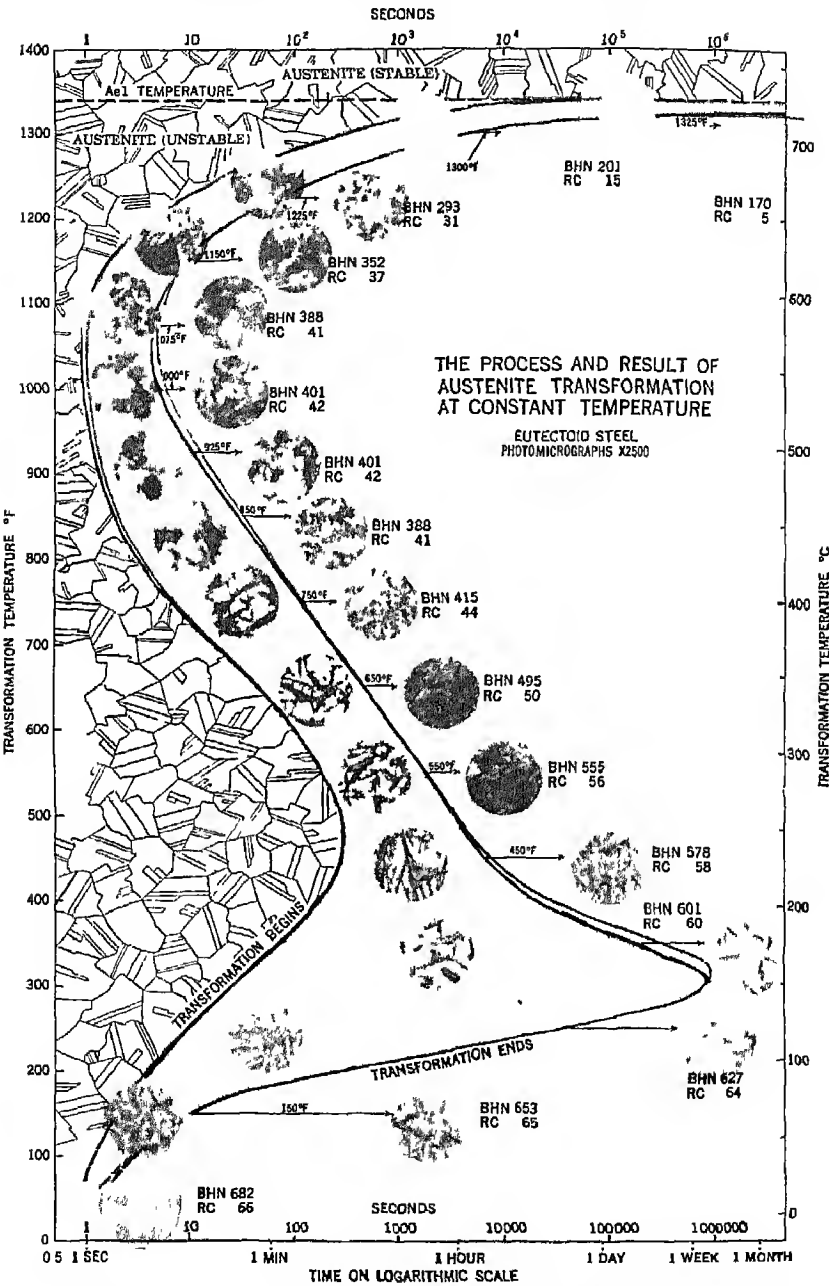 SECONDS
1 10 10² 10³ 10⁴ 10⁵ 10⁶
1400
AUSTENITE (STABLE)
Ae1 TEMPERATURE
1300
AUSTENITE (UNSTABLE)
1325°F
700
1300°F
BHN 201
RC 15
1200
1225°F
BHN 293
RC 31
BHN 170
RC 5
1150°F
BHN 352
RC 37
1100
600
BHN 388
RC 41
075°F
THE PROCESS AND RESULT OF
AUSTENITE TRANSFORMATION
AT CONSTANT TEMPERATURE
EUTECTOID STEEL
PHOTOMICROGRAPHS X2500
1000
000°F
BHN 401
RC 42
925°F
500
900
BHN 401
RC 42
850°F
BHN 388
RC 41
800
TRANSFORMATION TEMPERATURE °F
TRANSFORMATION TEMPERATURE °C
750°F
400
BHN 415
RC 44
700
650°F
BHN 495
RC 50
600
300
550°F
BHN 555
RC 56
500
450°F
BHN 578
RC 58
400
BHN 601
RC 60
200
TRANSFORMATION BEGINS
300
200
TRANSFORMATION ENDS
100
BHN 627
RC 64
150°F
BHN 653
RC 65
100
BHN 682
RC 66
SECONDS
0
0
1 10 100 1000 10000 100000 1000000
0 5 1 SEC 1 MIN 1 HOUR 1 DAY 1 WEEK 1 MONTH
TIME ON LOGARITHMIC SCALE